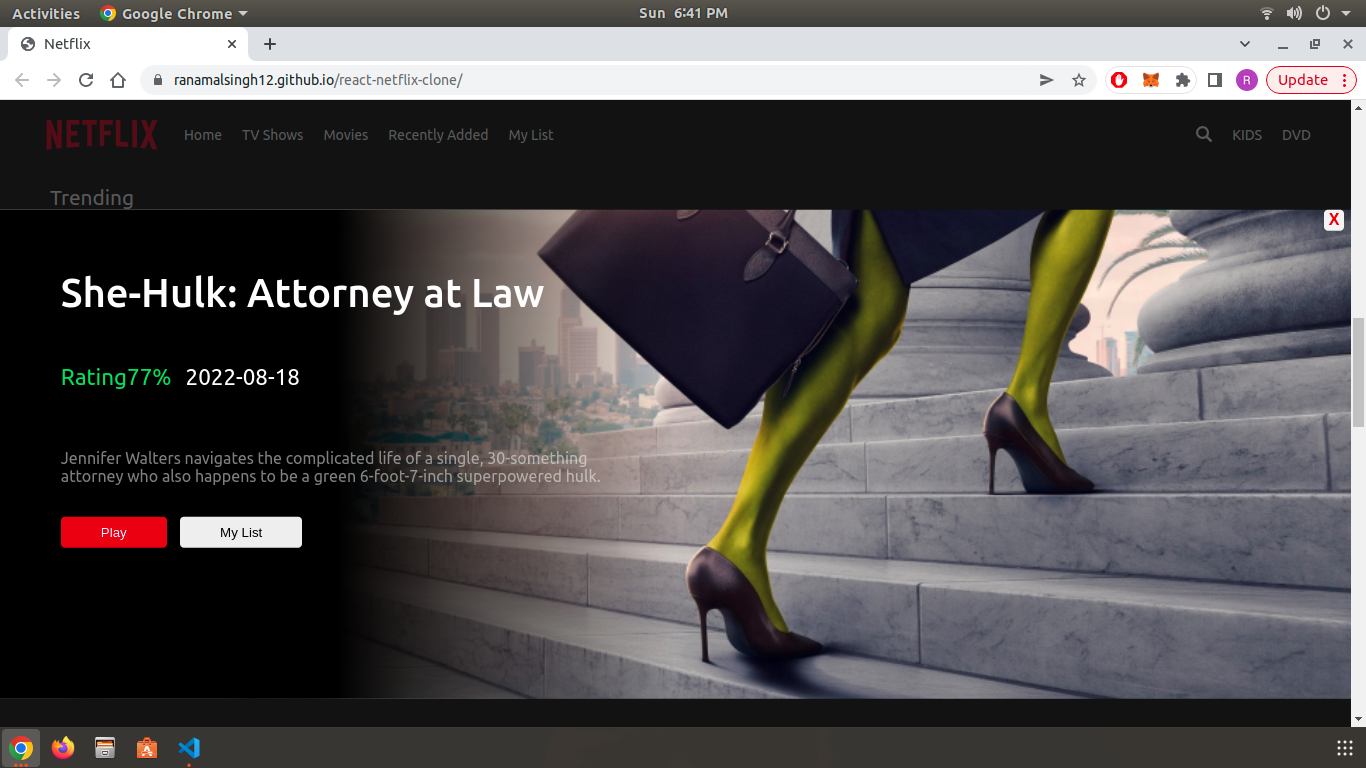 Activities
Google Chrome
Sun 6:41 PM
Netflix
ranamalsingh12.github.io/react-netflix-clone/
R
Update
NETFLIX
Home
TV Shows
Movies
Recently Added
My List
KIDS
DVD
Trending
X
She-Hulk: Attorney at Law
Rating77% 2022-08-18
Jennifer Walters navigates the complicated life of a single, 30-something
attorney who also happens to be a green 6-foot-7-inch superpowered hulk.
Play
My List